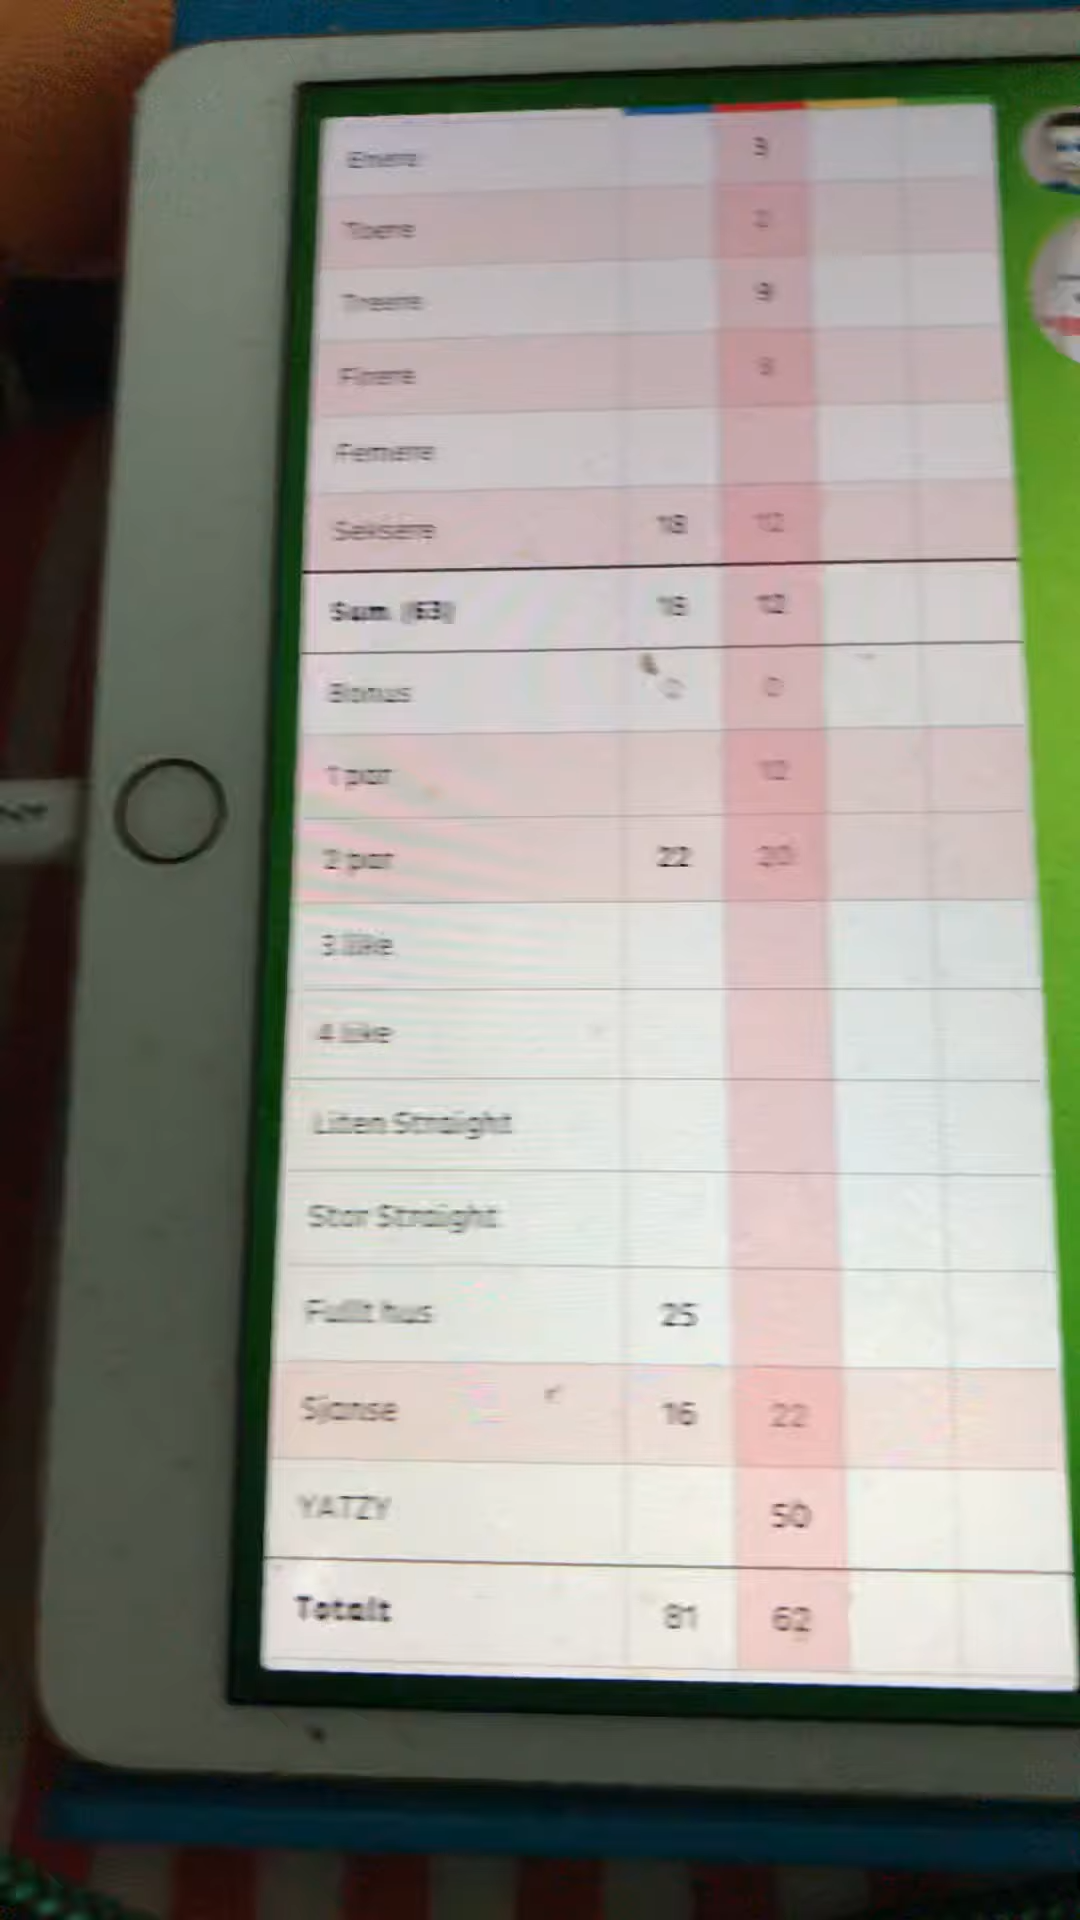 Enere 3
Toere 2
Treere 9
Firere
Femere
Seksere 18 12
Sum (63) 18 12
Bonus 0 0
1 par 12
2 par 22 20
3 like
4 like
Liten Straight
Stor Straight
Fullt hus 25
Sjanse 16 22
YATZY 50
Totalt 81 62